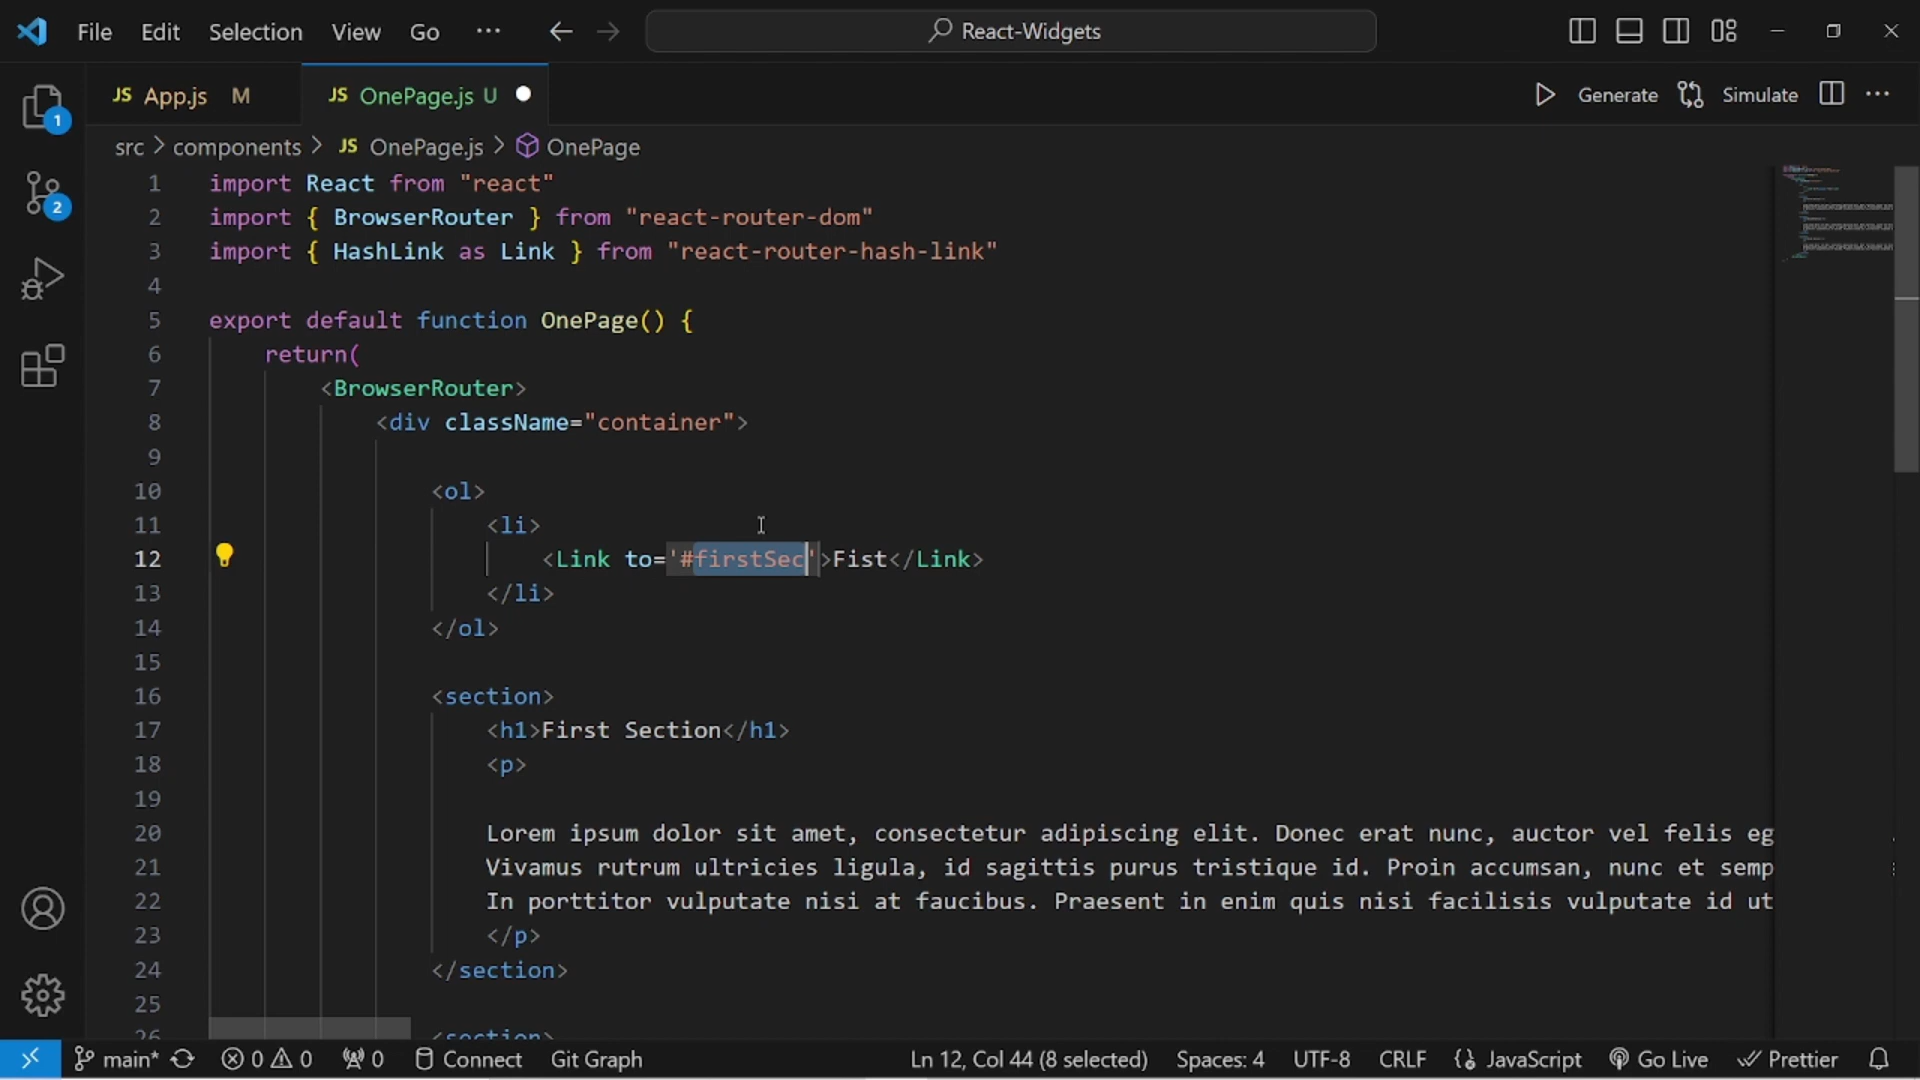 File Edit Selection View Go ··· React-Widgets
JS App.js M JS OnePage.js U Generate Simulate ···
src > components > JS OnePage.js > OnePage
1 import React from "react"
2 import { BrowserRouter } from "react-router-dom"
3 import { HashLink as Link } from "react-router-hash-link"
4
5 export default function OnePage() {
6 return(
7 <BrowserRouter>
8 <div className="container">
9
10 <ol>
11 <li>
12 <Link to='#firstSec'>Fist</Link>
13 </li>
14 </ol>
15
16 <section>
17 <h1>First Section</h1>
18 <p>
19
20 Lorem ipsum dolor sit amet, consectetur adipiscing elit. Donec erat nunc, auctor vel felis eg
21 Vivamus rutrum ultricies ligula, id sagittis purus tristique id. Proin accumsan, nunc et semp
22 In porttitor vulputate nisi at faucibus. Praesent in enim quis nisi facilisis vulputate id ut
23 </p>
24 </section>
25
26 <section>
1
2
main* 0 0 0 Connect Git Graph Ln 12, Col 44 (8 selected) Spaces: 4 UTF-8 CRLF {} JavaScript Go Live Prettier